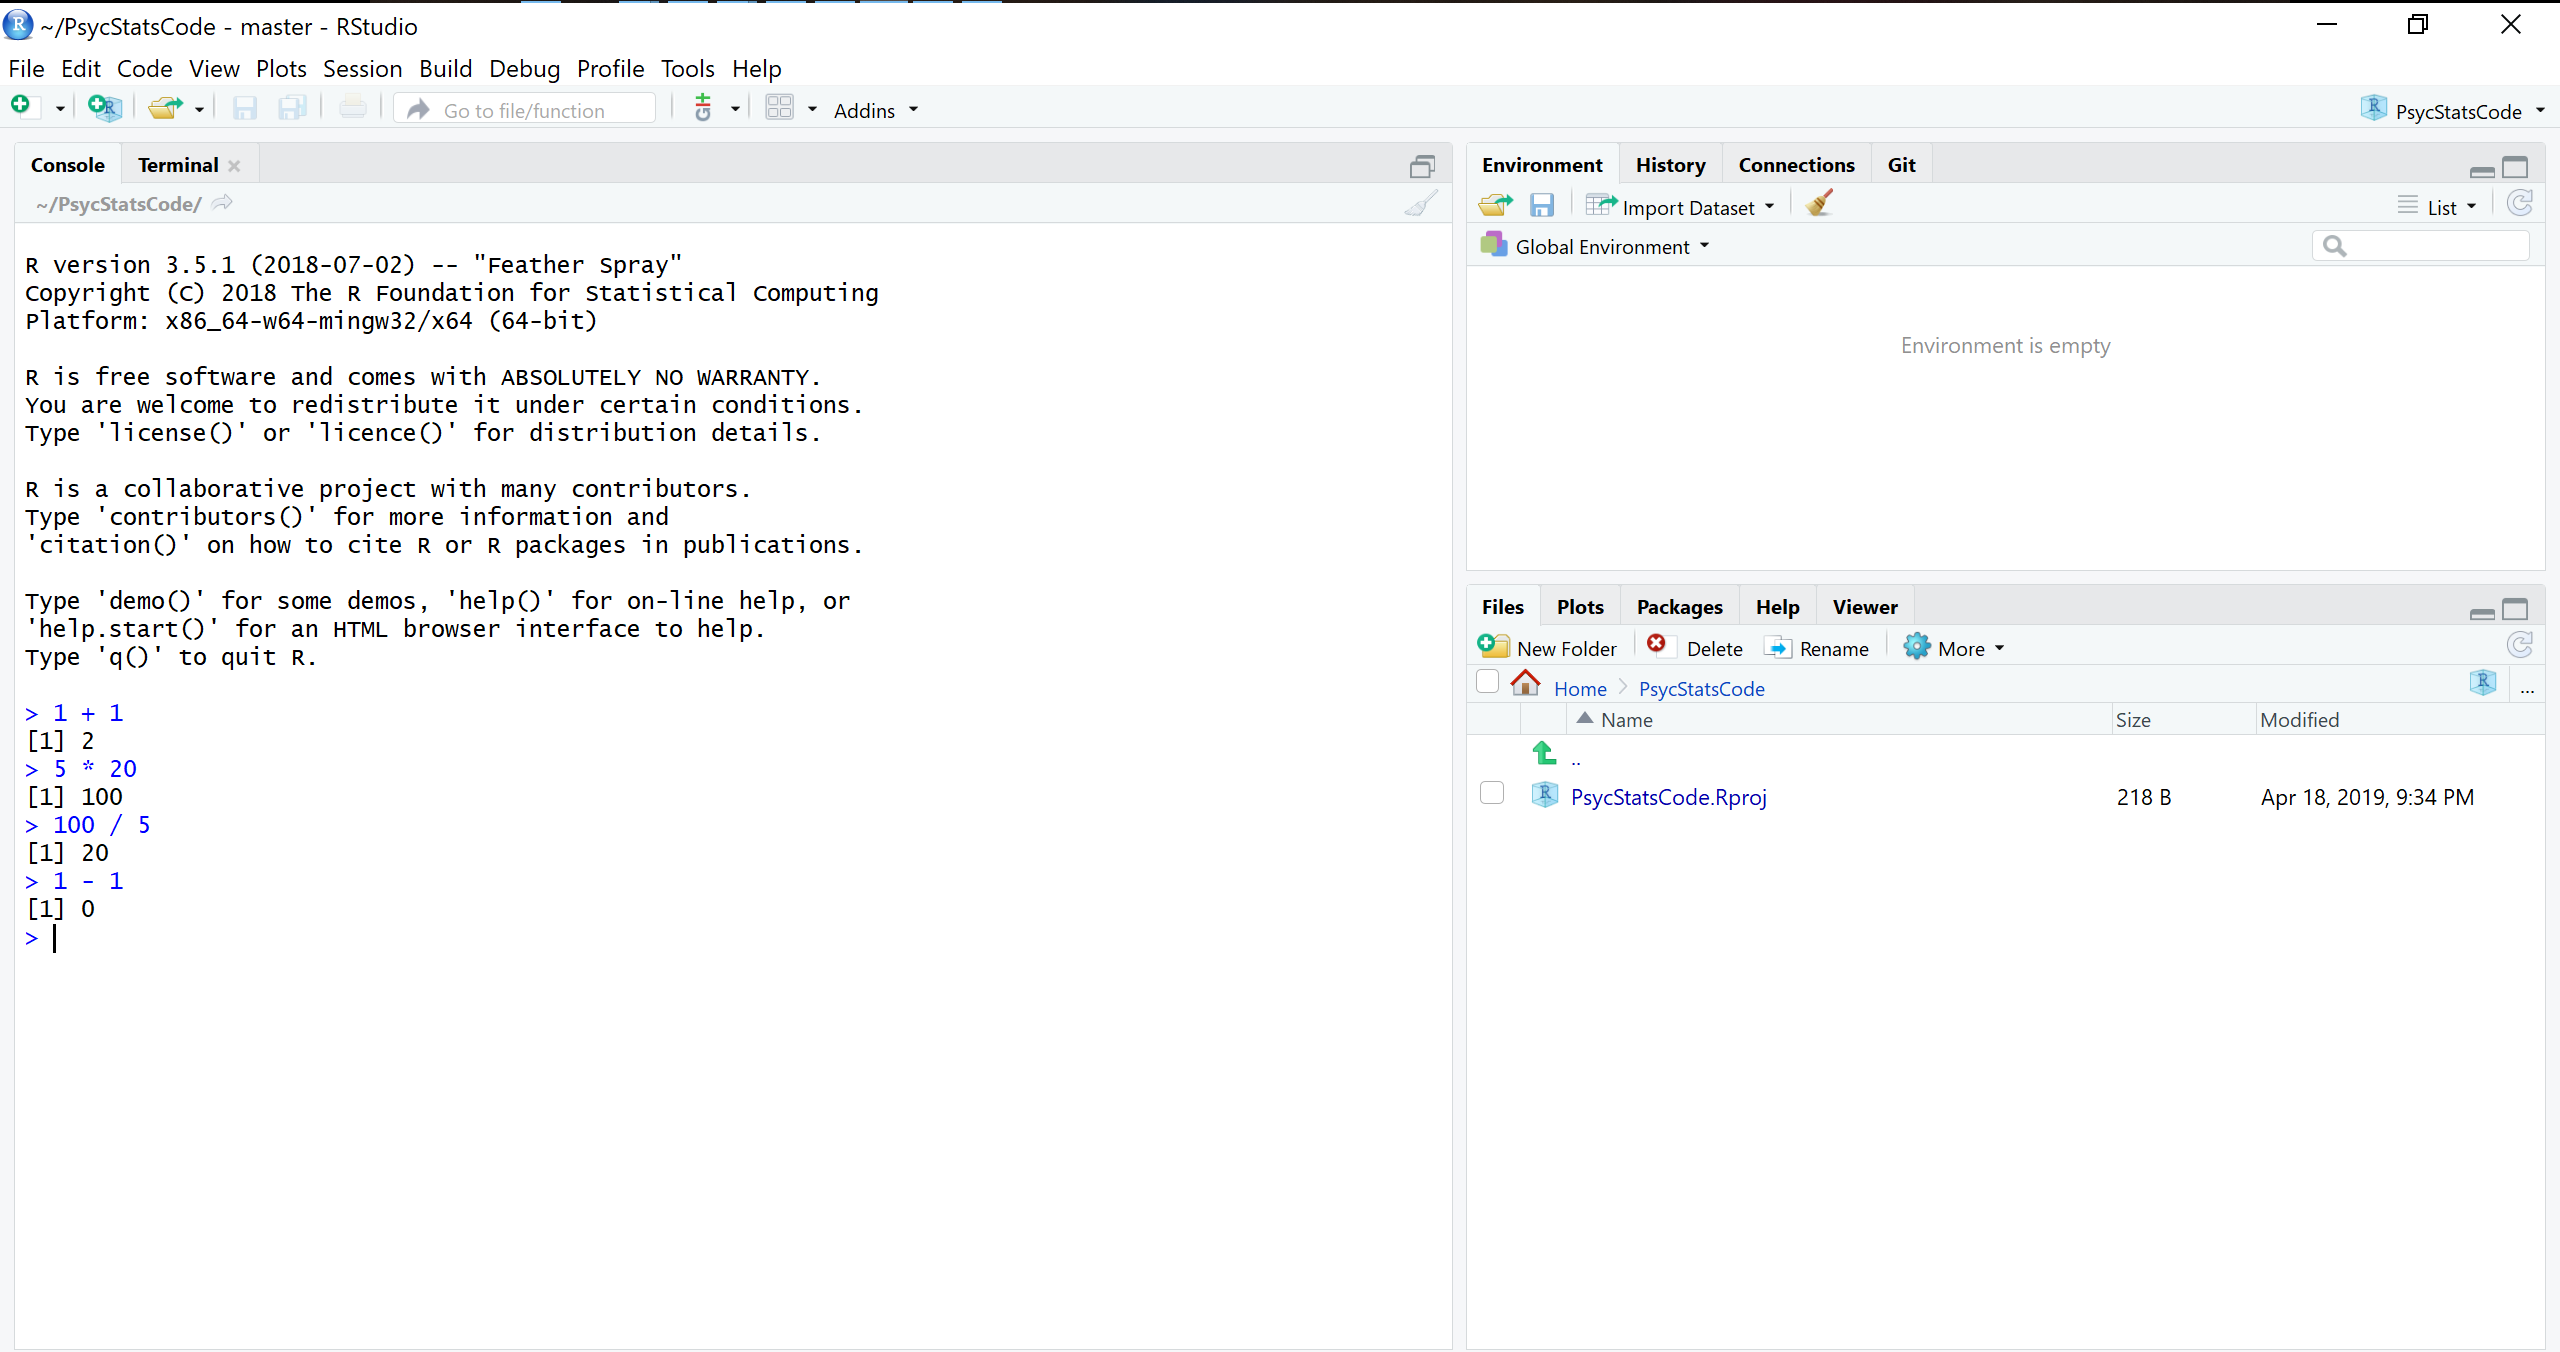 ~/PsycStatsCode - master - RStudio
File Edit Code View Plots Session Build Debug Profile Tools Help
Go to file/function
Addins
PsycStatsCode
Console Terminal
~/PsycStatsCode/
R version 3.5.1 (2018-07-02) -- "Feather Spray"
Copyright (C) 2018 The R Foundation for Statistical Computing
Platform: x86_64-w64-mingw32/x64 (64-bit)
R is free software and comes with ABSOLUTELY NO WARRANTY.
You are welcome to redistribute it under certain conditions.
Type 'license()' or 'licence()' for distribution details.
R is a collaborative project with many contributors.
Type 'contributors()' for more information and
'citation()' on how to cite R or R packages in publications.
Type 'demo()' for some demos, 'help()' for on-line help, or
'help.start()' for an HTML browser interface to help.
Type 'q()' to quit R.
> 1 + 1
[1] 2
> 5 * 20
[1] 100
> 100 / 5
[1] 20
> 1 - 1
[1] 0
>
Environment History Connections Git
Import Dataset List
Global Environment
Environment is empty
Files Plots Packages Help Viewer
New Folder Delete Rename More
Home PsycStatsCode ...
Name Size Modified
..
PsycStatsCode.Rproj 218 B Apr 18, 2019, 9:34 PM